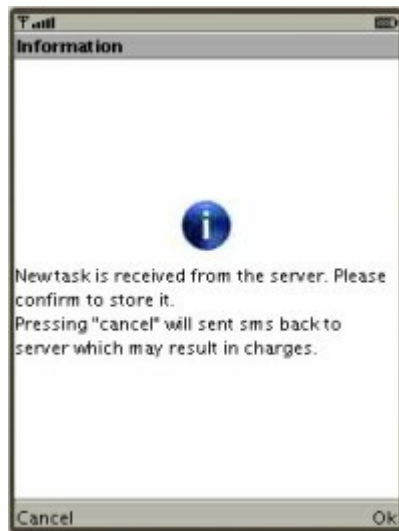 Information
i
New task is received from the server. Please
confirm to store it.
Pressing "cancel" will sent sms back to
server which may result in charges.
Cancel Ok